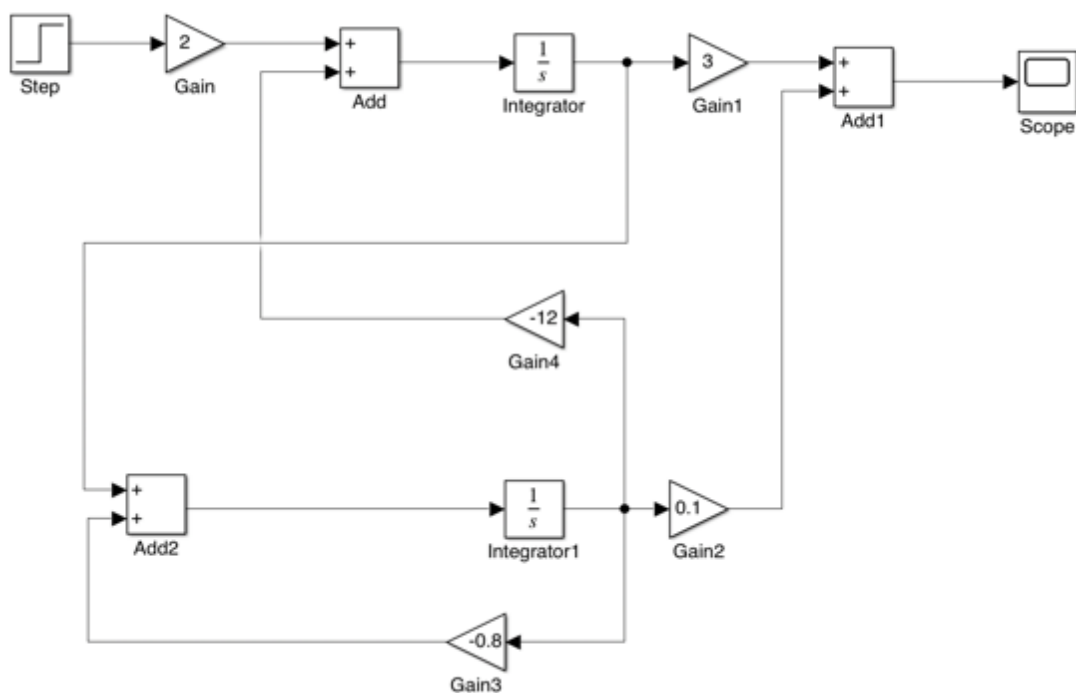 Step
2
Gain
+
+
Add
1
s
Integrator
3
Gain1
+
+
Add1
Scope
-12
Gain4
+
+
Add2
1
s
Integrator1
0.1
Gain2
-0.8
Gain3